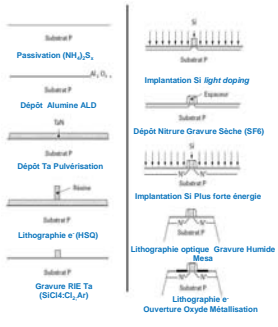 Substrat P
Passivation (NH₄)₂Sₓ
Substrat P
Dépôt Alumine ALD
TaN
Substrat P
Dépôt Ta Pulvérisation
Résine
Substrat P
Lithographie e⁻(HSQ)
Substrat P
Gravure RIE Ta
(SiCl4:Cl₂,Ar)
Si
Substrat P
Implantation Si light doping
Espaceur
Substrat P
Dépôt Nitrure Gravure Sèche (SF6)
Si
Substrat P
Implantation Si Plus forte énergie
Substrat P
Lithographie optique Gravure Humide
Mesa
Substrat P
Lithographie e⁻
Ouverture Oxyde Métallisation